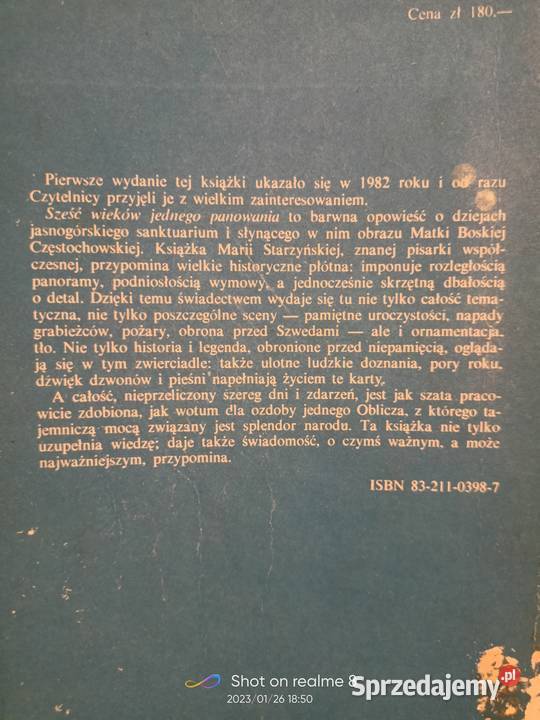 Cena zł 180.—
Pierwsze wydanie tej książki ukazało się w 1982 roku i od razu
Czytelnicy przyjęli je z wielkim zainteresowaniem.
Sześć wieków jednego panowania to barwna opowieść o dziejach
jasnogórskiego sanktuarium i słynącego w nim obrazu Matki Boskiej
Częstochowskiej. Książka Marii Starzyńskiej, znanej pisarki współ-
czesnej, przypomina wielkie historyczne płótna: imponuje rozległością
panoramy, podniosłością wymowy, a jednocześnie skrzętną dbałością
o detal. Dzięki temu świadectwem wydaje się tu nie tylko całość tema-
tyczna, nie tylko poszczególne sceny — pamiętne uroczystości, napady
grabieżców, pożary, obrona przed Szwedami — ale i ornamentacja,
tło. Nie tylko historia i legenda, obronione przed niepamięcią, ogląda-
ją się w tym zwierciadle: także ulotne ludzkie doznania, pory roku,
dźwięk dzwonów i pieśni napełniają życiem te karty.
A całość, nieprzeliczony szereg dni i zdarzeń, jest jak szata praco-
wicie zdobiona, jak wotum dla ozdoby jednego Oblicza, z którego ta-
jemniczą mocą związany jest splendor narodu. Ta książka nie tylko
uzupełnia wiedzę; daje także świadomość, o czymś ważnym, a może
najważniejszym, przypomina.
ISBN 83-211-0398-7
Shot on realme 8
2023/01/26 18:50
Sprzedajemy.pl